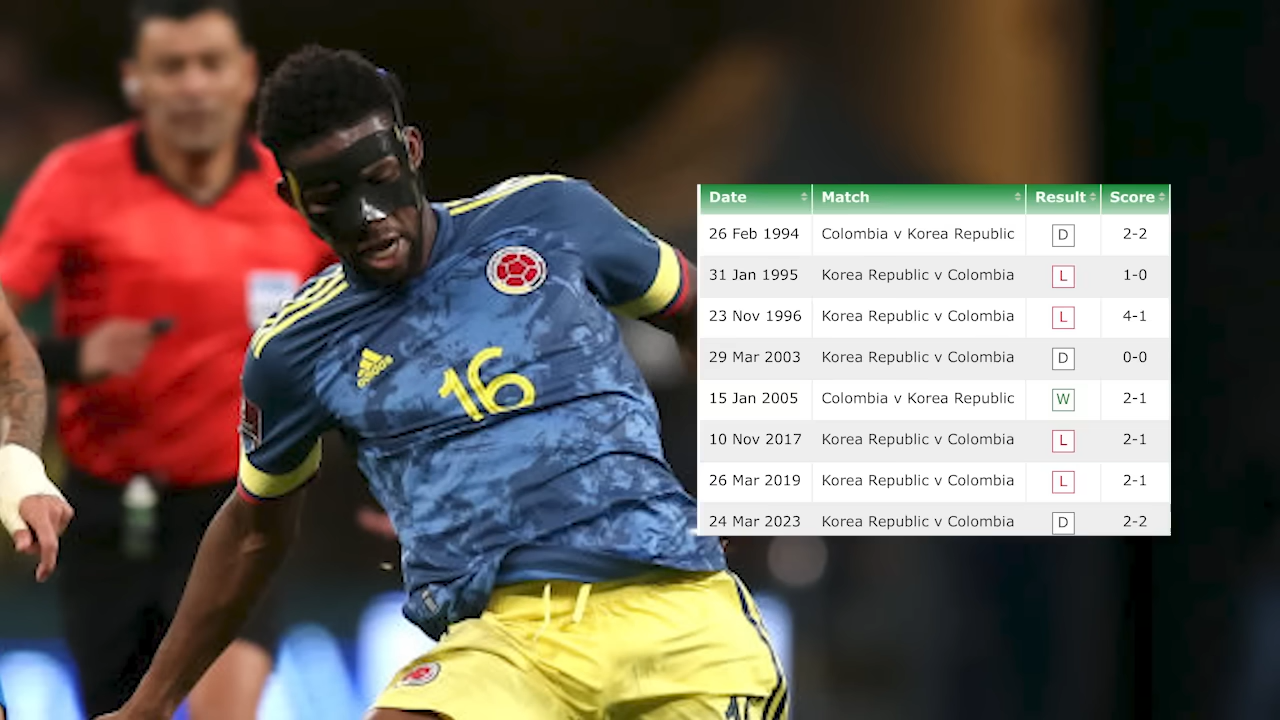 adidas
16
Date Match Result Score
26 Feb 1994 Colombia v Korea Republic D 2-2
31 Jan 1995 Korea Republic v Colombia L 1-0
23 Nov 1996 Korea Republic v Colombia L 4-1
29 Mar 2003 Korea Republic v Colombia D 0-0
15 Jan 2005 Colombia v Korea Republic W 2-1
10 Nov 2017 Korea Republic v Colombia L 2-1
26 Mar 2019 Korea Republic v Colombia L 2-1
24 Mar 2023 Korea Republic v Colombia D 2-2